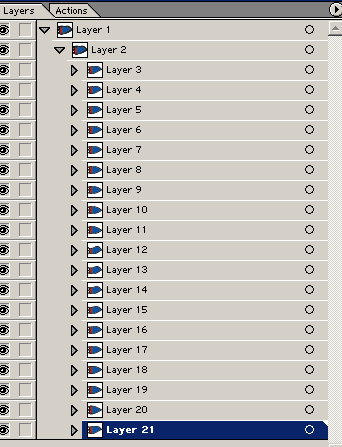 Layers Actions
Layer 1
Layer 2
Layer 3
Layer 4
Layer 5
Layer 6
Layer 7
Layer 8
Layer 9
Layer 10
Layer 11
Layer 12
Layer 13
Layer 14
Layer 15
Layer 16
Layer 17
Layer 18
Layer 19
Layer 20
Layer 21